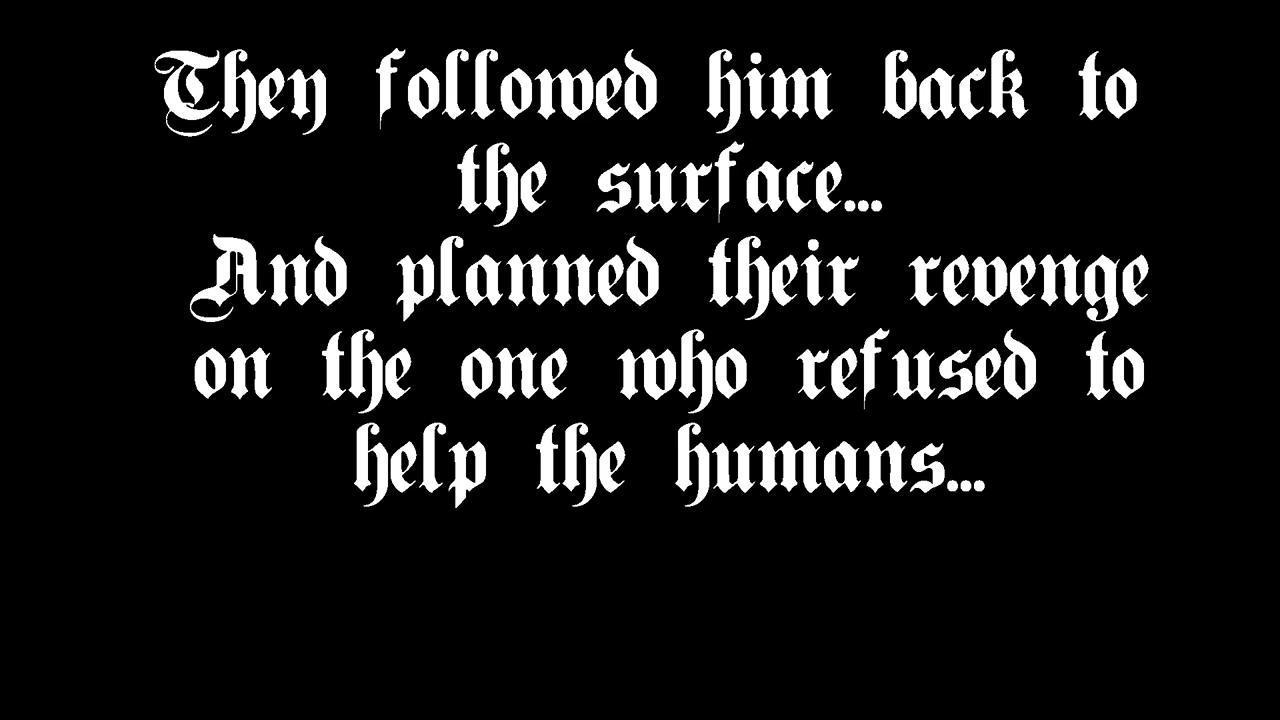 They followed him back to
the surface...
And planned their revenge
on the one who refused to
help the humans...